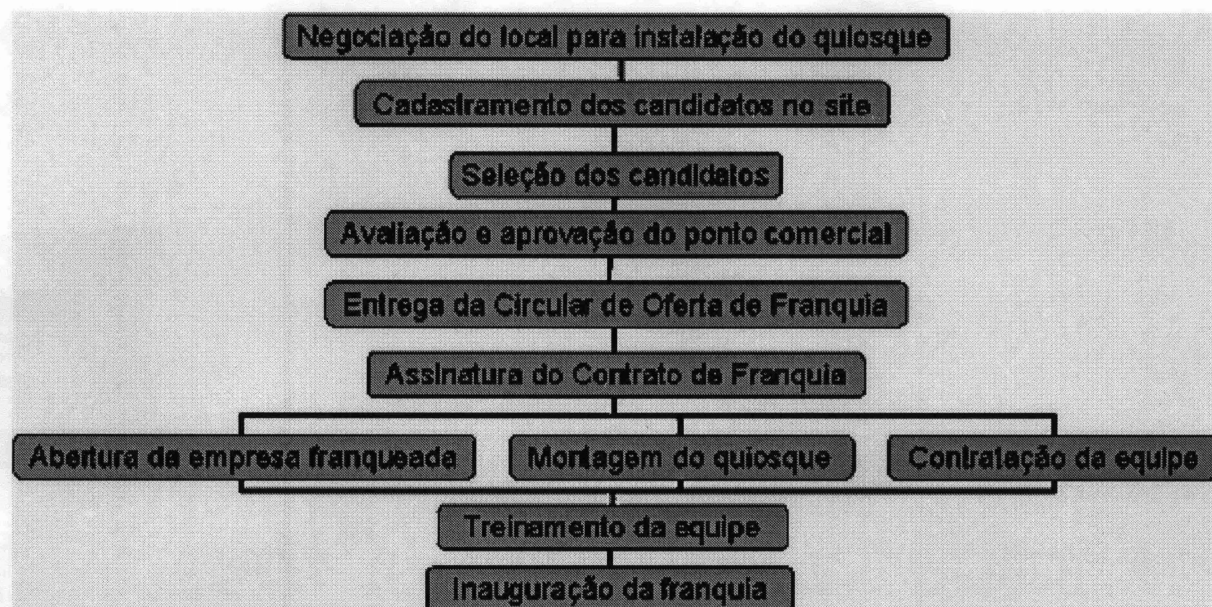 Negociação do local para instalação do quiosque
Cadastramento dos candidatos no site
Seleção dos candidatos
Avaliação e aprovação do ponto comercial
Entrega da Circular de Oferta de Franquia
Assinatura do Contrato de Franquia
Abertura da empresa franqueada
Montagem do quiosque
Contratação da equipe
Treinamento da equipe
Inauguração da franquia